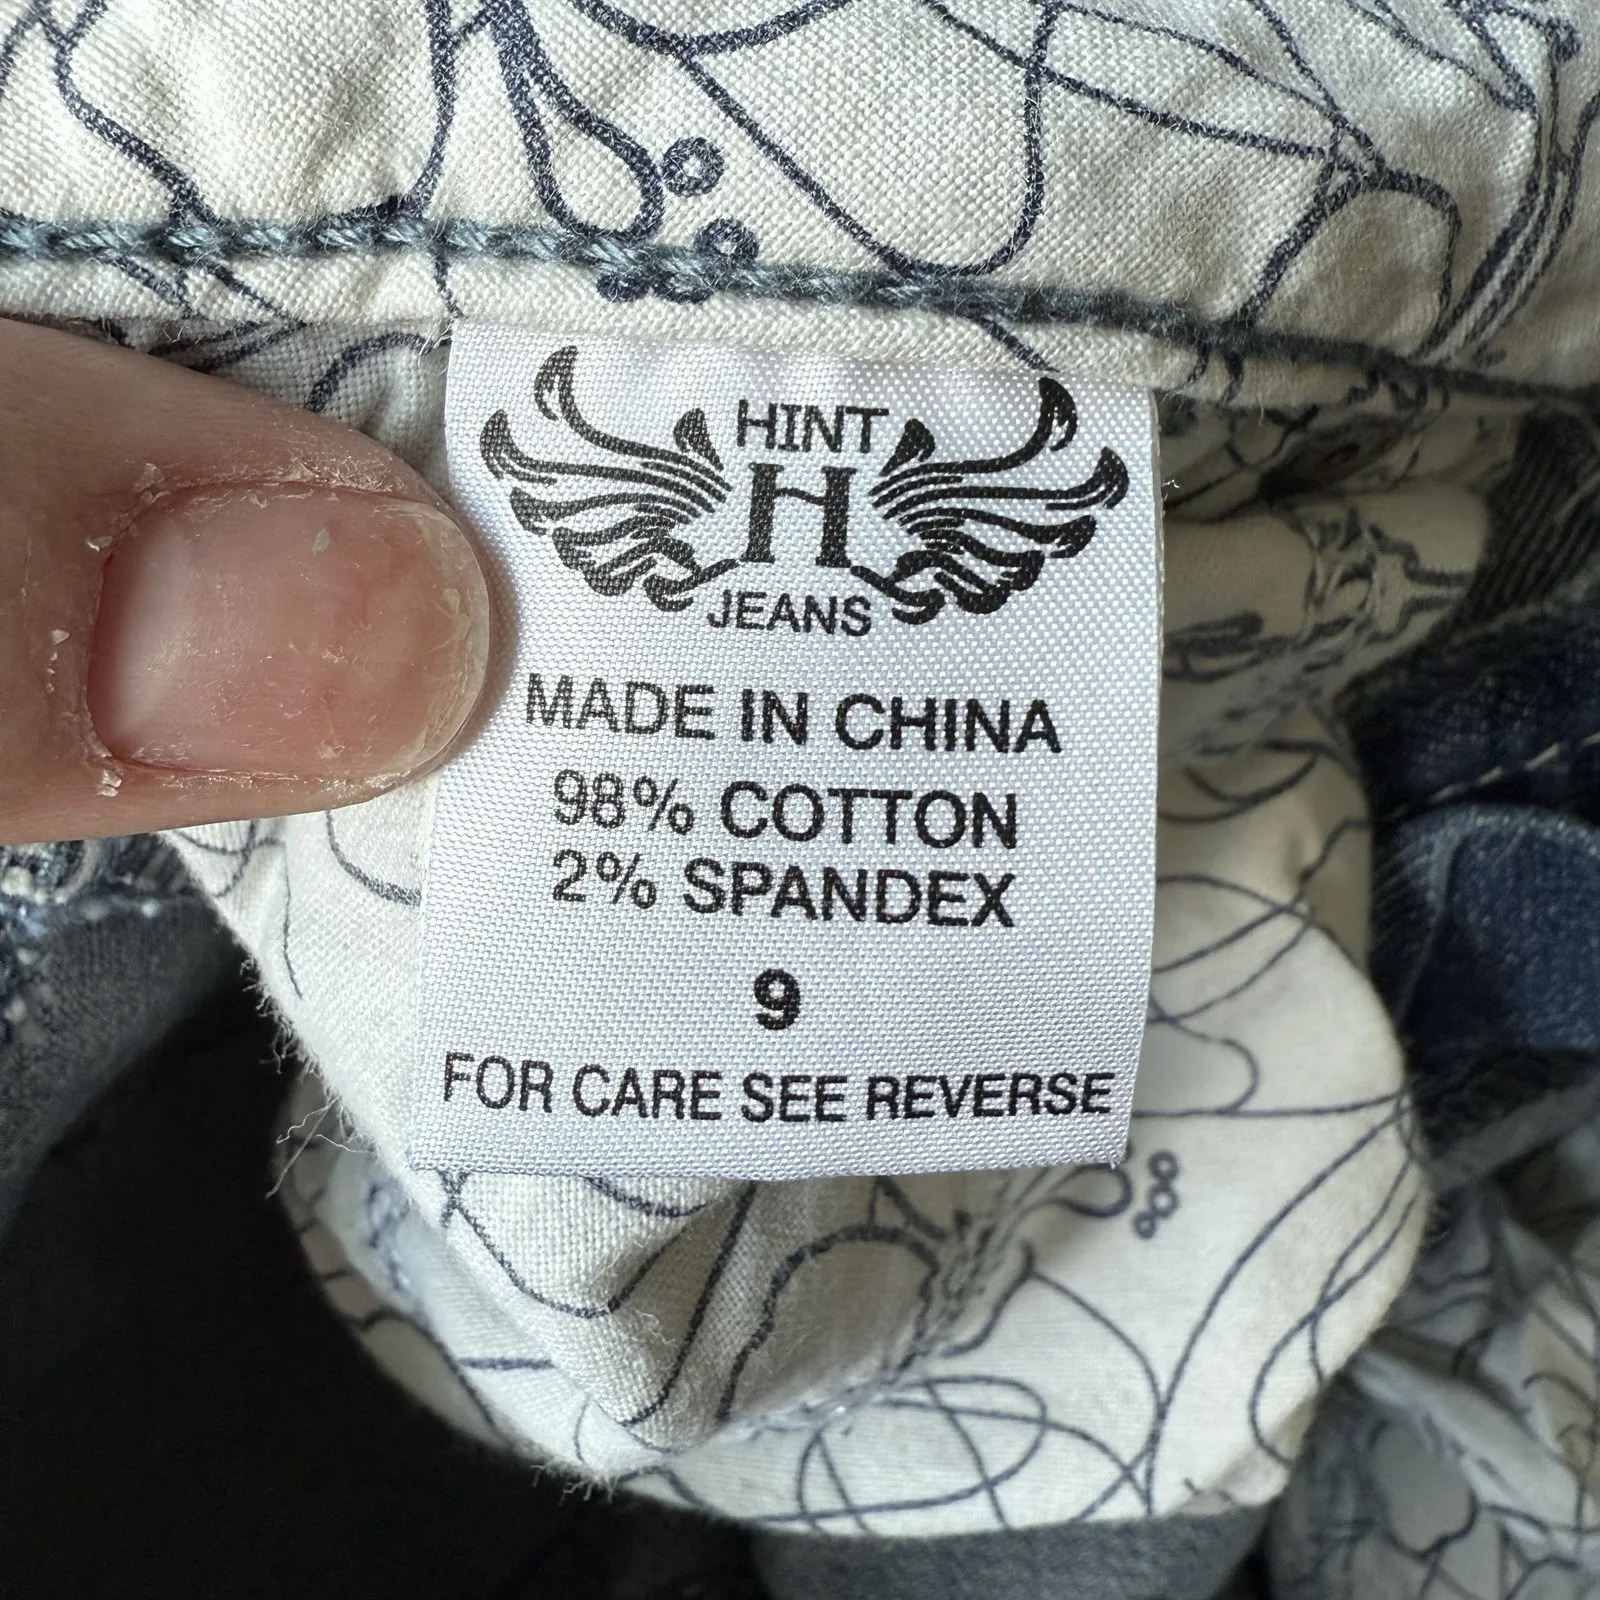 HINT
H
JEANS
MADE IN CHINA
98% COTTON
2% SPANDEX
9
FOR CARE SEE REVERSE